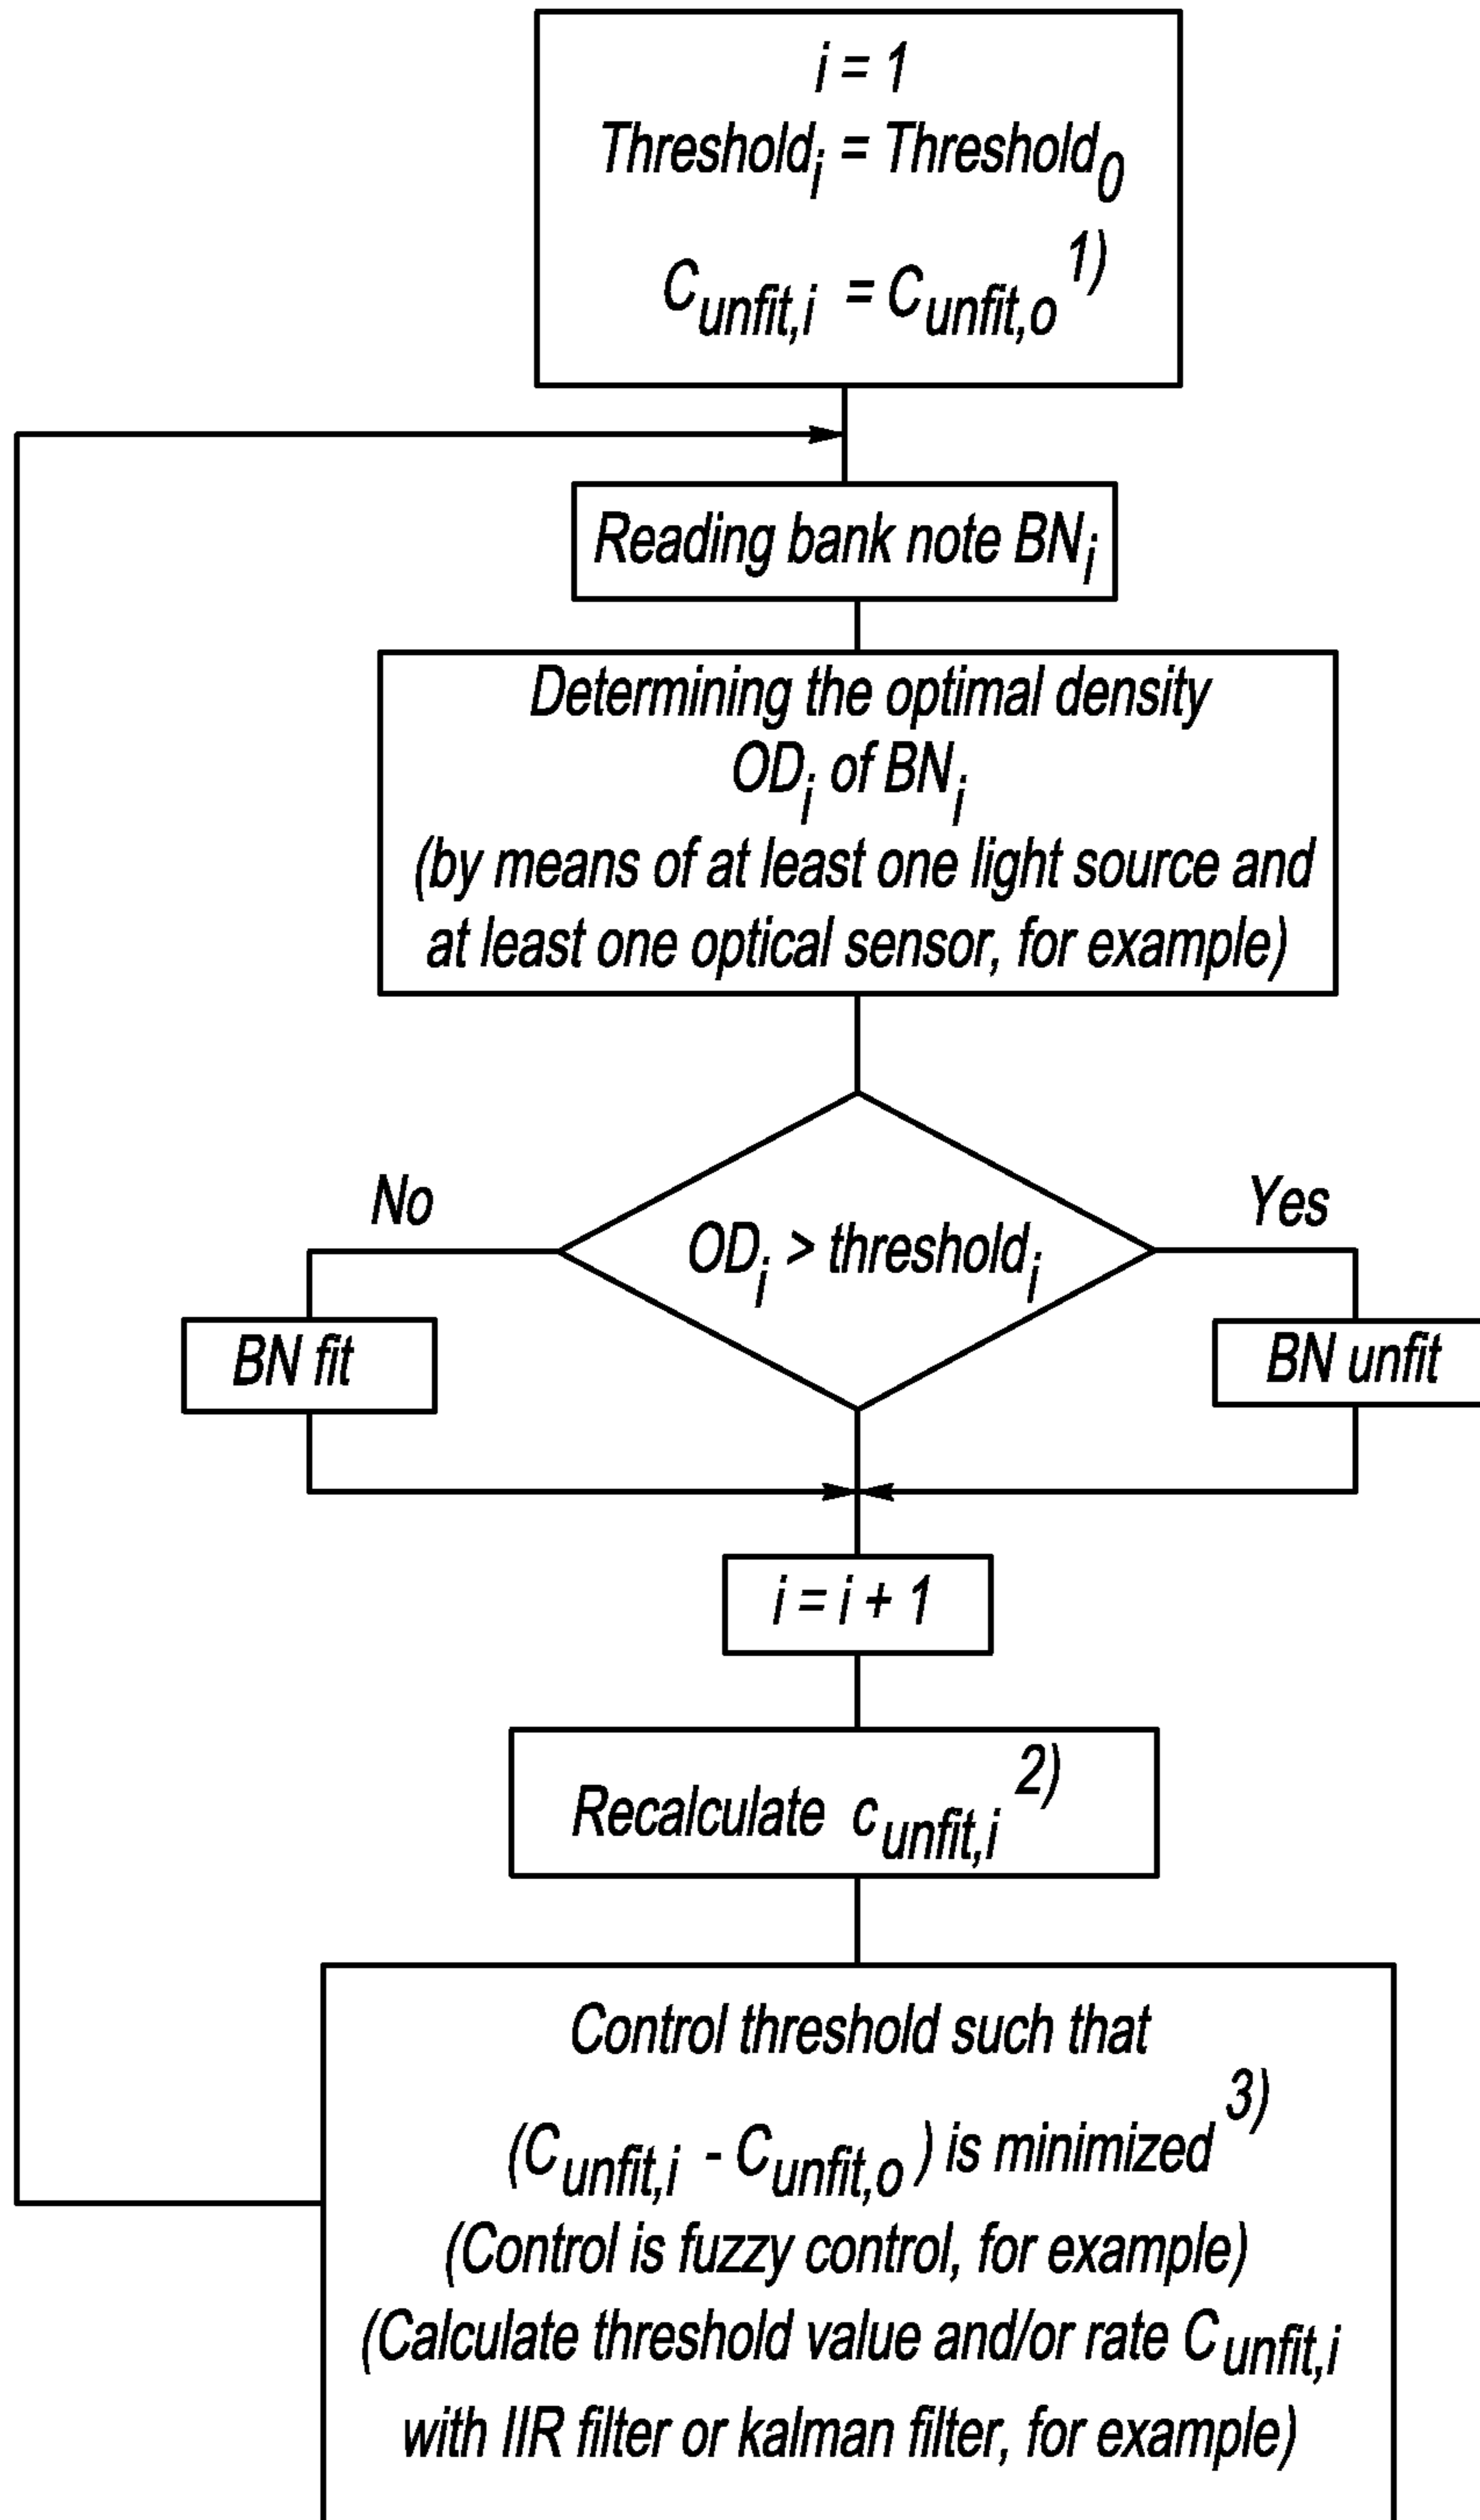 i = 1
Threshold_i = Threshold_0
C_unfit,i = C_unfit,o ^1)
Reading bank note BN_i
Determining the optimal density
OD_i of BN_i
(by means of at least one light source and
at least one optical sensor, for example)
No
Yes
OD_i > threshold_i
BN fit
BN unfit
i = i + 1
Recalculate c_unfit,i ^2)
Control threshold such that
(C_unfit,i - C_unfit,o) is minimized ^3)
(Control is fuzzy control, for example)
(Calculate threshold value and/or rate C_unfit,i
with IIR filter or kalman filter, for example)